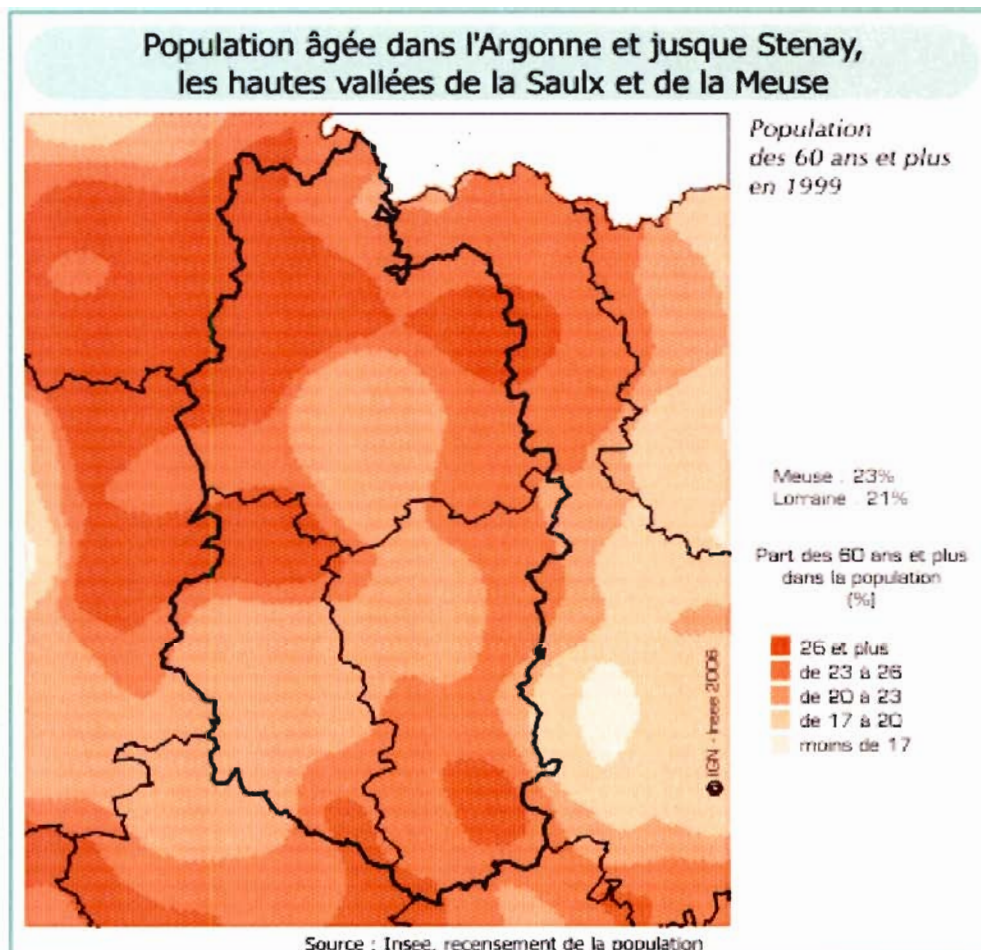 Population âgée dans l'Argonne et jusque Stenay,
les hautes vallées de la Saulx et de la Meuse
Population
des 60 ans et plus
en 1999
Meuse : 23%
Lorraine : 21%
Part des 60 ans et plus
dans la population
(%)
26 et plus
de 23 à 26
de 20 à 23
de 17 à 20
moins de 17
© IGN - Insee 2006
Source : Insee, recensement de la population